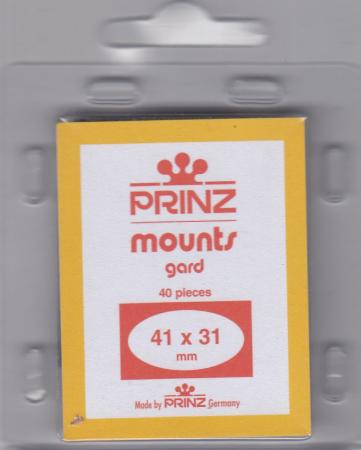 PRINZ
mounts
gard
40 pieces
41 x 31
mm
Made by PRINZ Germany